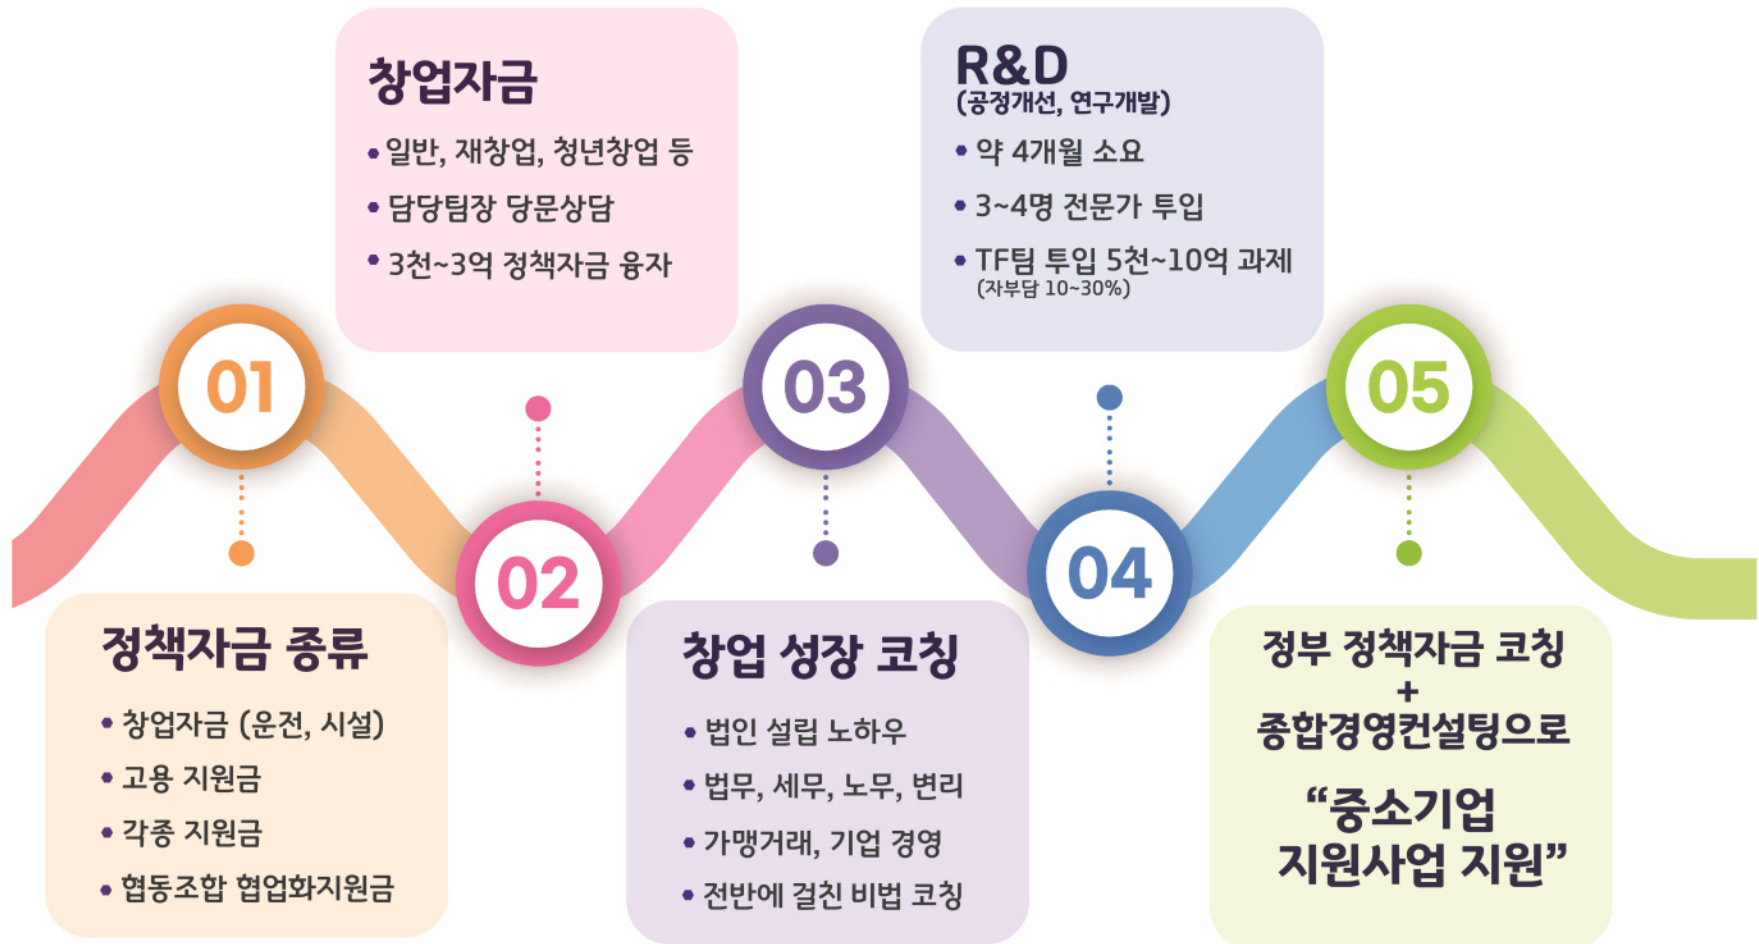 01
정책자금 종류
• 창업자금 (운전, 시설)
• 고용 지원금
• 각종 지원금
• 협동조합 협업화지원금
02
창업자금
• 일반, 재창업, 청년창업 등
• 담당팀장 당문상담
• 3천~3억 정책자금 융자
03
창업 성장 코칭
• 법인 설립 노하우
• 법무, 세무, 노무, 변리
• 가맹거래, 기업 경영
• 전반에 걸친 비법 코칭
04
R&D
(공정개선, 연구개발)
• 약 4개월 소요
• 3~4명 전문가 투입
• TF팀 투입 5천~10억 과제
(자부담 10~30%)
05
정부 정책자금 코칭
+
종합경영컨설팅으로
“중소기업
지원사업 지원”